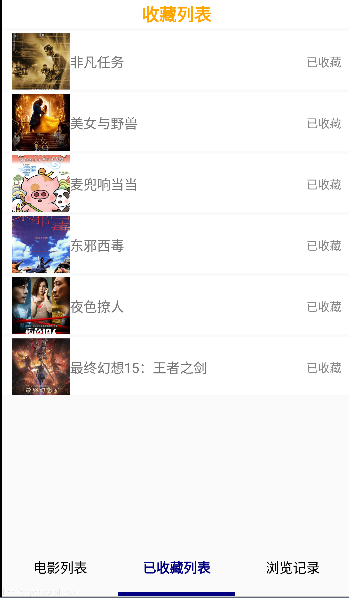 收藏列表
非凡任务 已收藏
美女与野兽 已收藏
麦兜响当当 已收藏
东邪西毒 已收藏
夜色撩人 已收藏
最终幻想15：王者之剑 已收藏
电影列表 已收藏列表 浏览记录